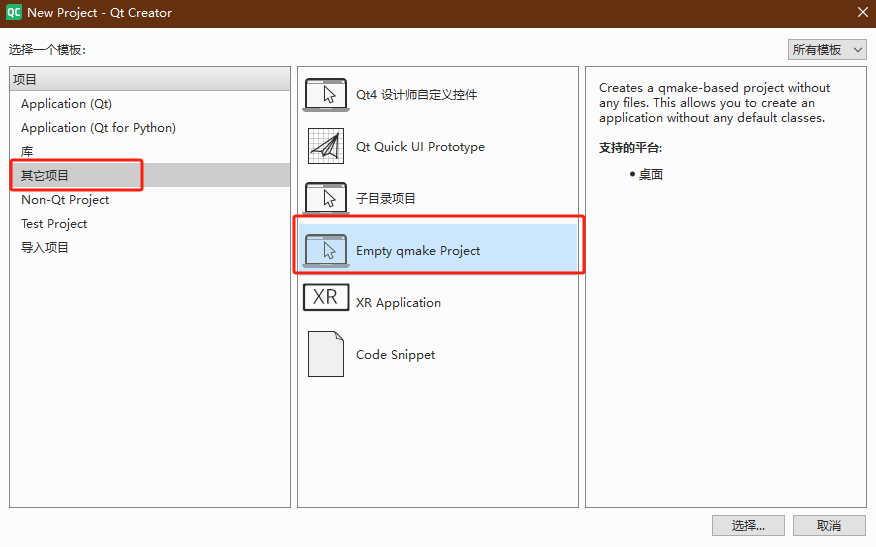 QC New Project - Qt Creator
选择一个模板:
所有模板
项目
Application (Qt)
Application (Qt for Python)
库
其它项目
Non-Qt Project
Test Project
导入项目
Qt4 设计师自定义控件
Qt Quick UI Prototype
子目录项目
Empty qmake Project
XR
XR Application
Code Snippet
Creates a qmake-based project without
any files. This allows you to create an
application without any default classes.
支持的平台:
• 桌面
选择...
取消